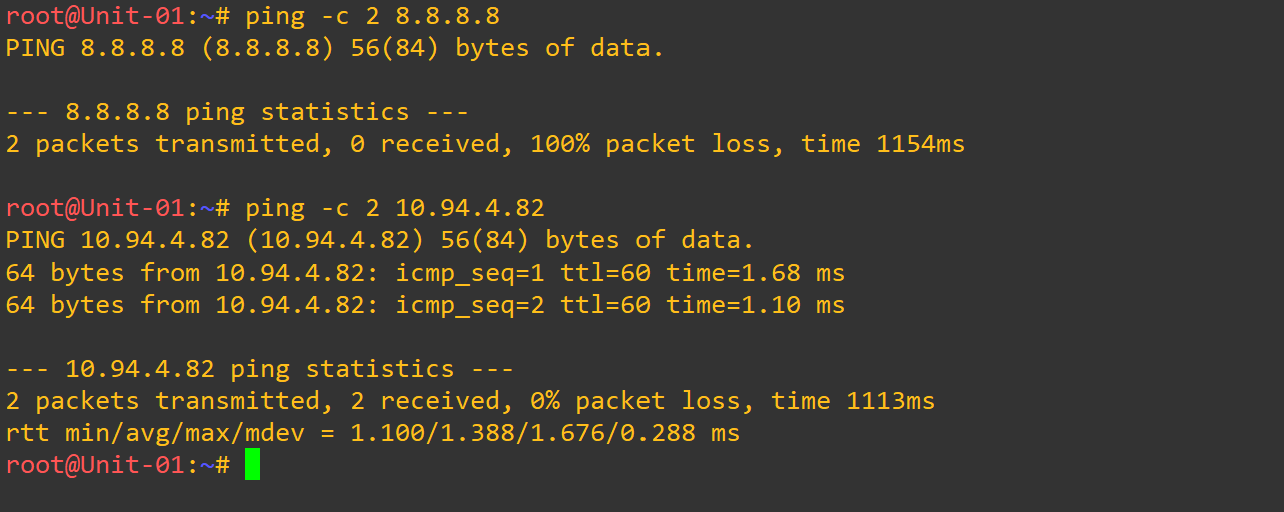 root@Unit-01:~# ping -c 2 8.8.8.8
PING 8.8.8.8 (8.8.8.8) 56(84) bytes of data.

--- 8.8.8.8 ping statistics ---
2 packets transmitted, 0 received, 100% packet loss, time 1154ms

root@Unit-01:~# ping -c 2 10.94.4.82
PING 10.94.4.82 (10.94.4.82) 56(84) bytes of data.
64 bytes from 10.94.4.82: icmp_seq=1 ttl=60 time=1.68 ms
64 bytes from 10.94.4.82: icmp_seq=2 ttl=60 time=1.10 ms

--- 10.94.4.82 ping statistics ---
2 packets transmitted, 2 received, 0% packet loss, time 1113ms
rtt min/avg/max/mdev = 1.100/1.388/1.676/0.288 ms
root@Unit-01:~#